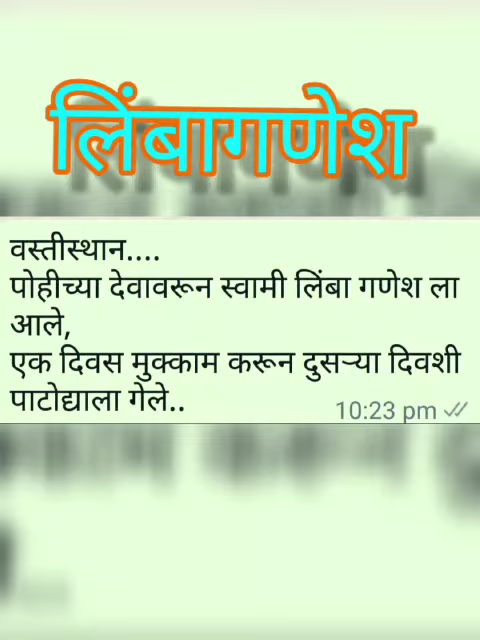 लिंबागणेश
वस्तीस्थान....
पोहीच्या देवावरून स्वामी लिंबा गणेश ला
आले,
एक दिवस मुक्काम करून दुसऱ्या दिवशी
पाटोद्याला गेले..
10:23 pm